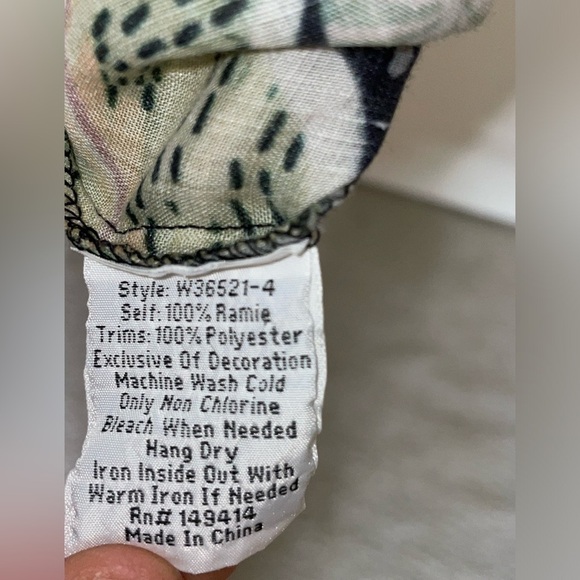 Style: W36521-4
Self: 100% Ramie
Trims: 100% Polyester
Exclusive Of Decoration
Machine Wash Cold
Only Non Chlorine
Bleach When Needed
Hang Dry
Iron Inside Out With
Warm Iron If Needed
Rn# 149414
Made In China